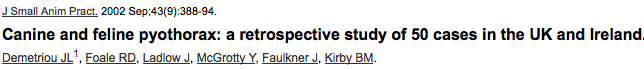 J Small Anim Pract. 2002 Sep;43(9):388-94.
Canine and feline pyothorax: a retrospective study of 50 cases in the UK and Ireland.
Demetriou JL1, Foale RD, Ladlow J, McGrotty Y, Faulkner J, Kirby BM.